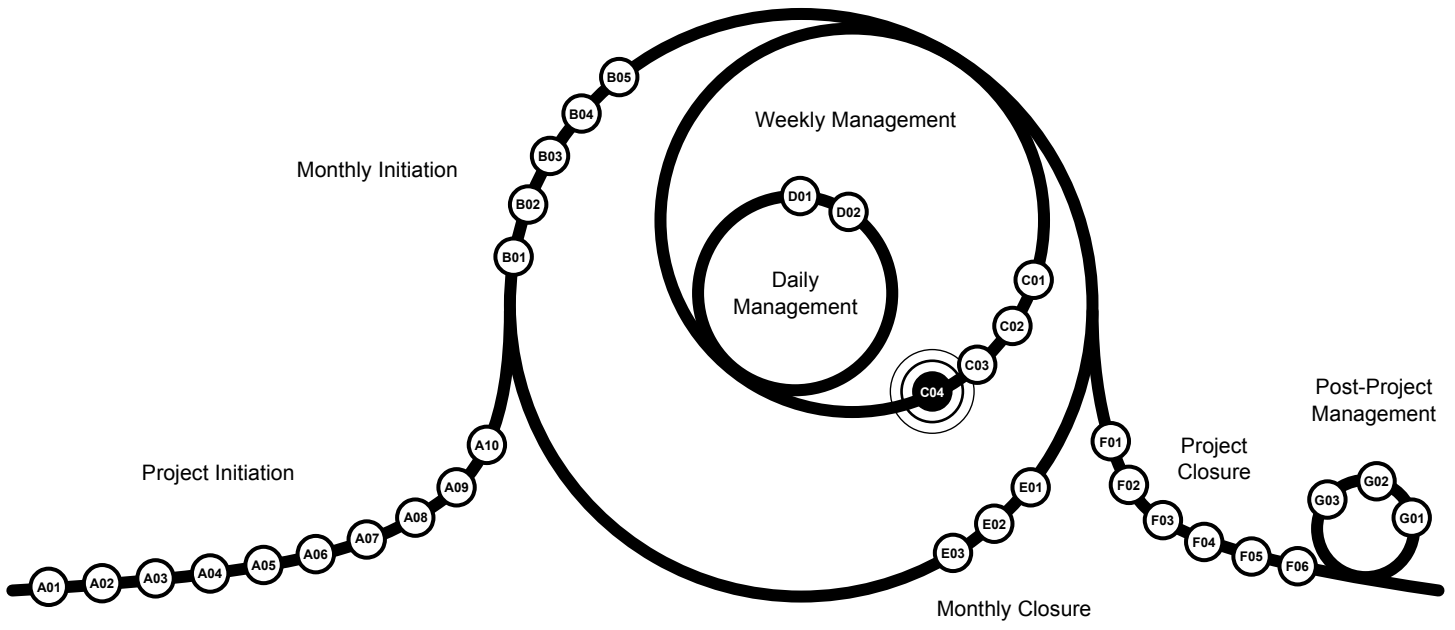 Project Initiation
A01
A02
A03
A04
A05
A06
A07
A08
A09
A10
Monthly Initiation
B01
B02
B03
B04
B05
Weekly Management
C01
C02
C03
C04
Daily
Management
D01
D02
Monthly Closure
E01
E02
E03
Project
Closure
F01
F02
F03
F04
F05
F06
Post-Project
Management
G01
G02
G03